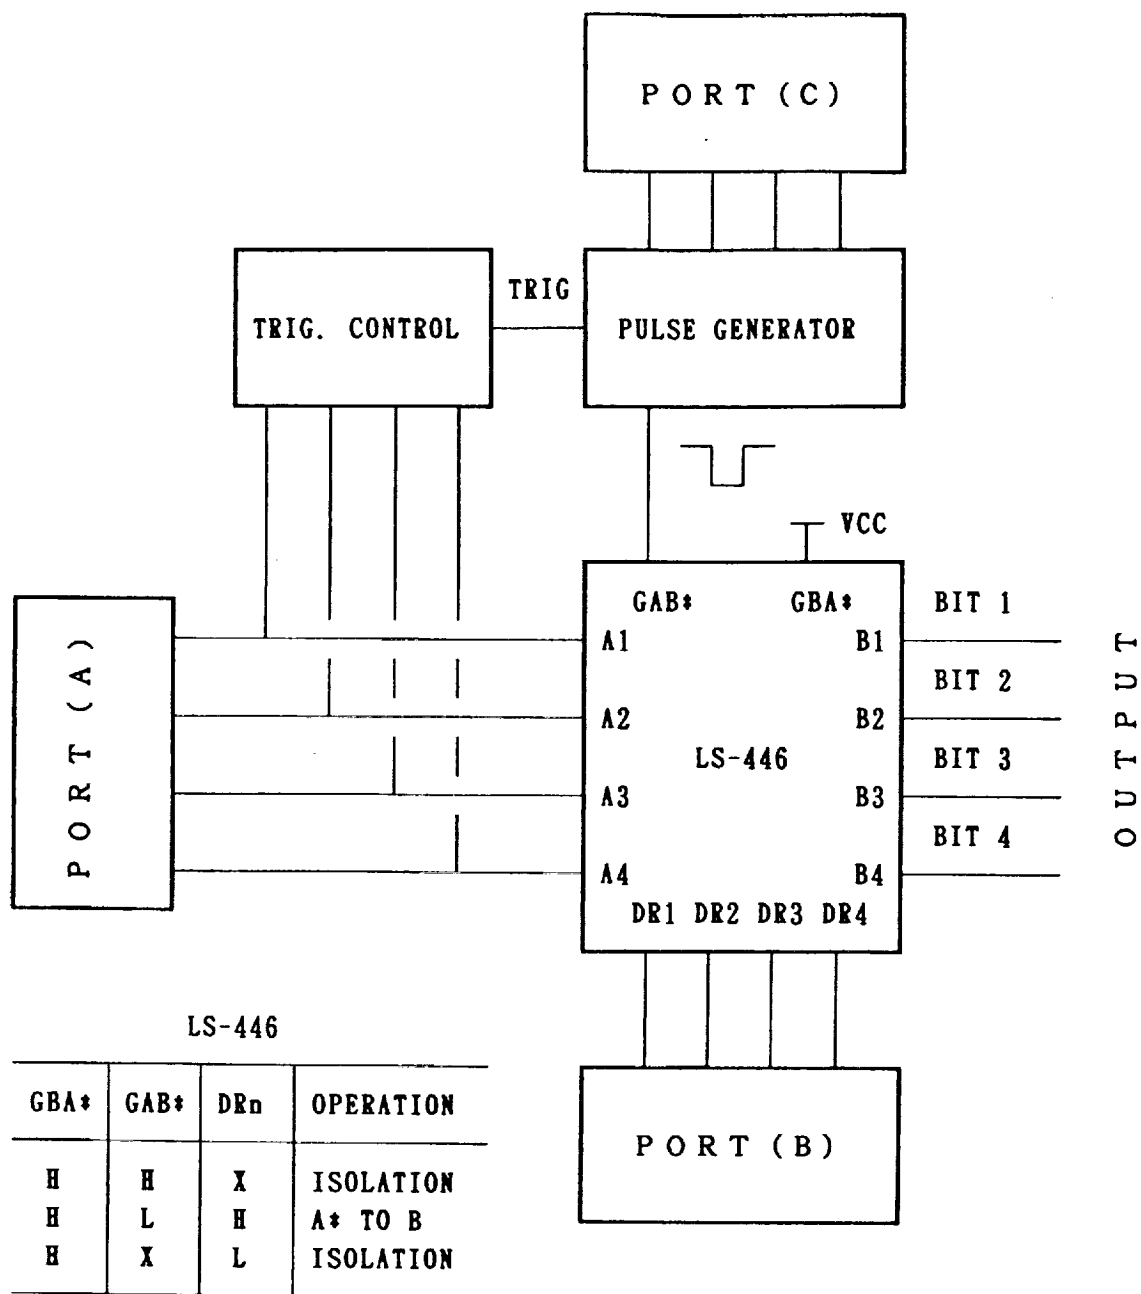 PORT (C)
TRIG
TRIG. CONTROL
PULSE GENERATOR
VCC
GAB* GBA*
BIT 1
A1 B1
BIT 2
A2 B2
LS-446
BIT 3
A3 B3
BIT 4
A4 B4
DR1 DR2 DR3 DR4
PORT (A)
OUTPUT
LS-446
GBA* GAB* DRn OPERATION
H H X ISOLATION
H L H A* TO B
H X L ISOLATION
PORT (B)